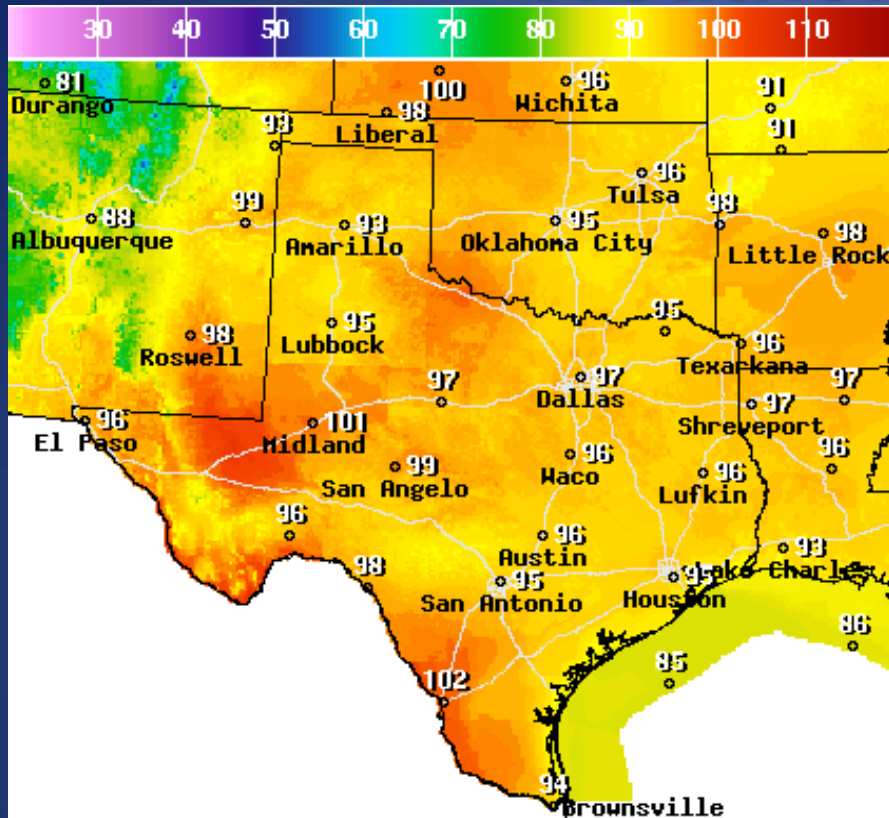 30 40 50 60 70 80 90 100 110
81
Durango
100
96
Wichita
98
Liberal
91
93
91
96
Tulsa
88
Albuquerque
99
93
Amarillo
95
Oklahoma City
98
98
Little Rock
98
Roswell
95
Lubbock
95
96
Texarkana
97
97
Dallas
97
Shreveport
97
96
El Paso
101
Midland
99
San Angelo
96
Waco
96
Lufkin
96
96
98
96
Austin
93
Lake Charles
95
San Antonio
95
Houston
86
85
102
94
Brownsville